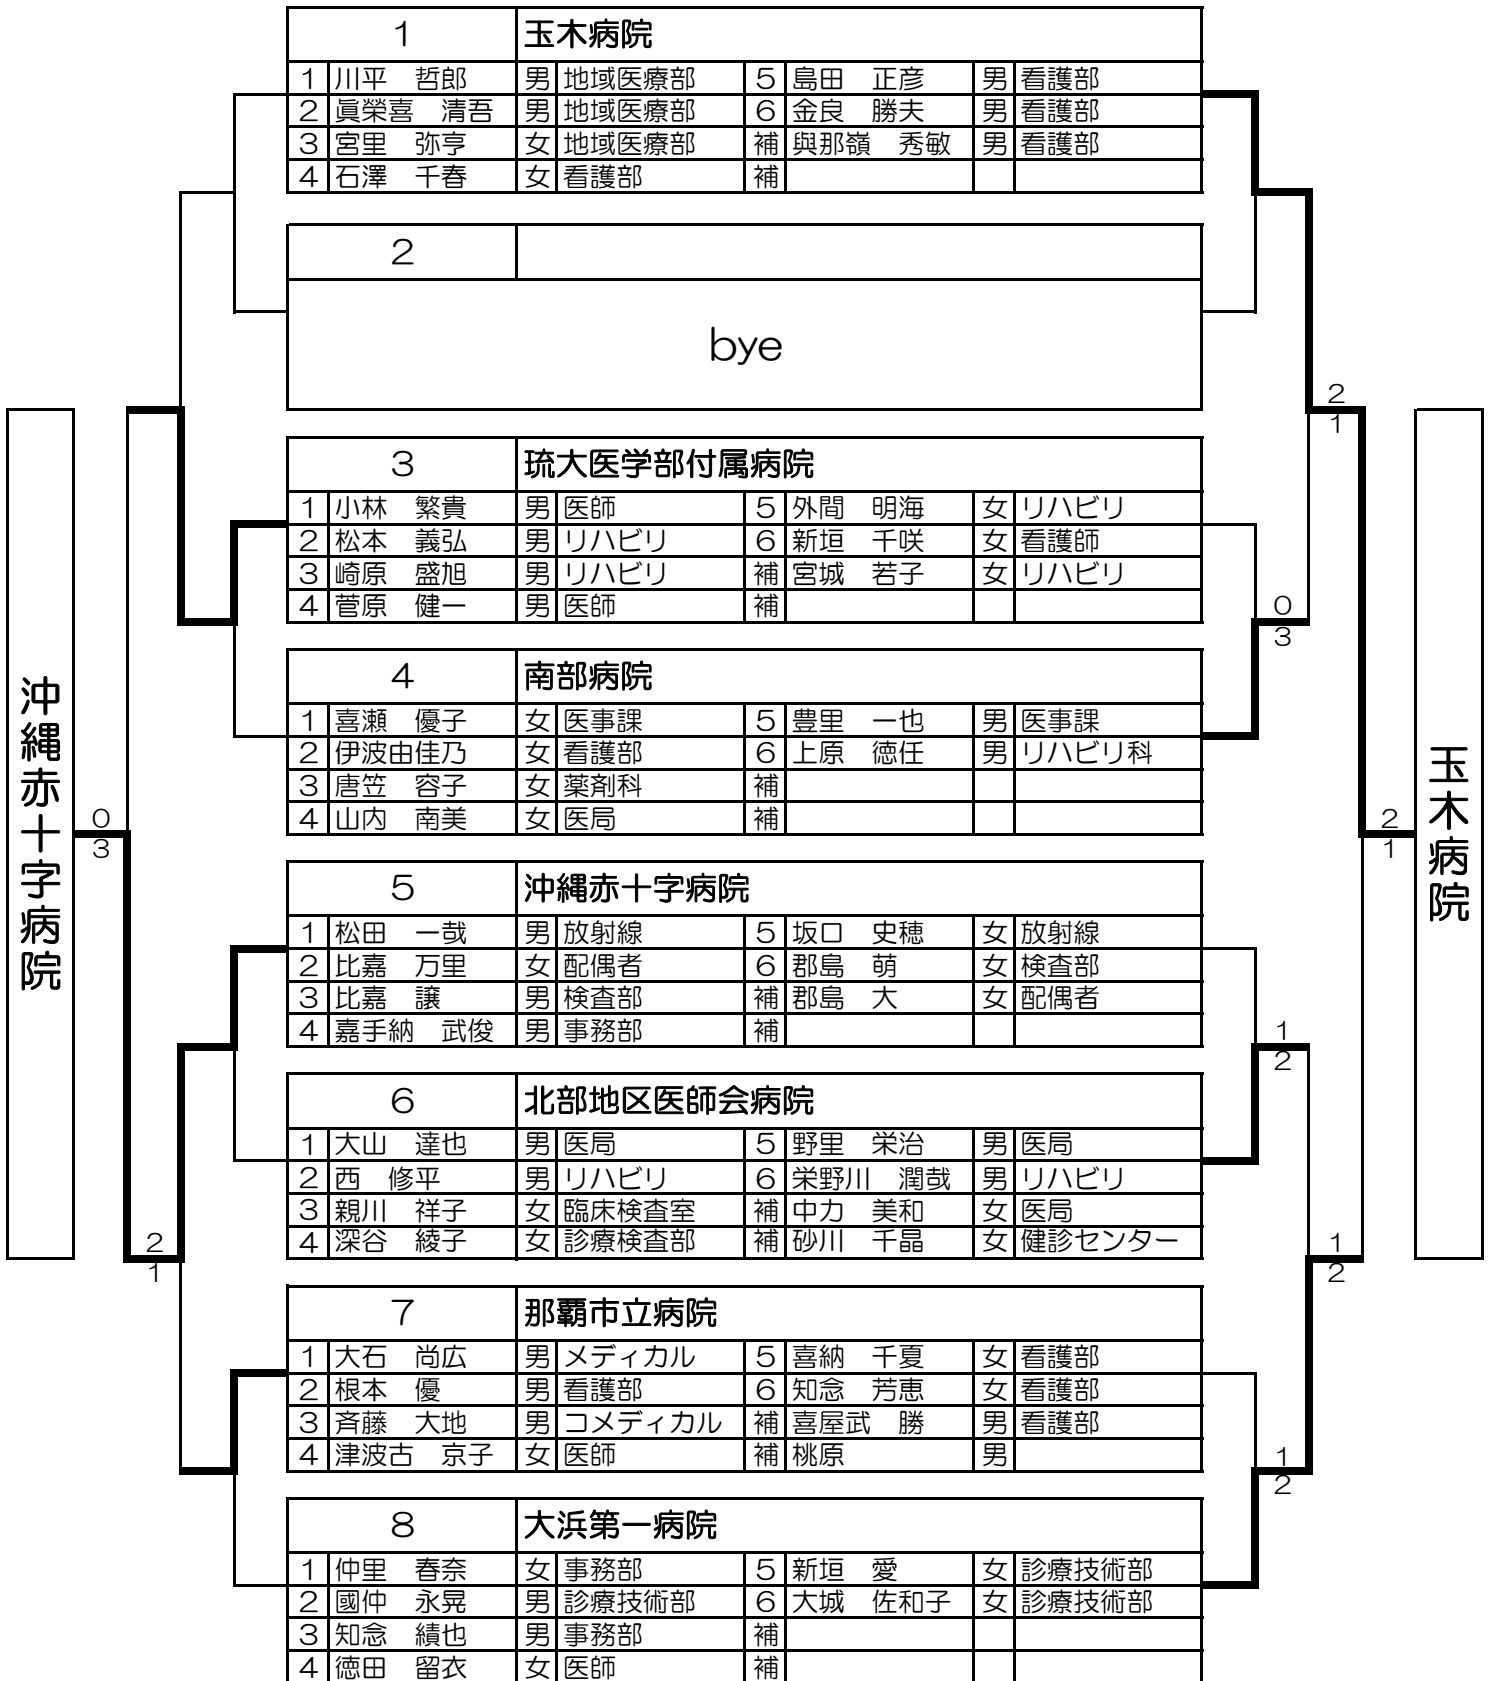 1 玉木病院
1 川平 哲郎 男 地域医療部 5 島田 正彦 男 看護部
2 眞榮喜 清吾 男 地域医療部 6 金良 勝夫 男 看護部
3 宮里 弥亨 女 地域医療部 補 與那嶺 秀敏 男 看護部
4 石澤 千春 女 看護部 補
2
bye
2
1
3 琉大医学部付属病院
1 小林 繁貴 男 医師 5 外間 明海 女 リハビリ
2 松本 義弘 男 リハビリ 6 新垣 千咲 女 看護師
3 崎原 盛旭 男 リハビリ 補 宮城 若子 女 リハビリ
4 菅原 健一 男 医師 補
0
3
4 南部病院
1 喜瀬 優子 女 医事課 5 豊里 一也 男 医事課
2 伊波由佳乃 女 看護部 6 上原 徳任 男 リハビリ科
3 唐笠 容子 女 薬剤科 補
4 山内 南美 女 医局 補
沖縄赤十字病院
0
3
2
1
玉木病院
5 沖縄赤十字病院
1 松田 一哉 男 放射線 5 坂口 史穂 女 放射線
2 比嘉 万里 女 配偶者 6 郡島 萌 女 検査部
3 比嘉 譲 男 検査部 補 郡島 大 女 配偶者
4 嘉手納 武俊 男 事務部 補
1
2
6 北部地区医師会病院
1 大山 達也 男 医局 5 野里 栄治 男 医局
2 西 修平 男 リハビリ 6 栄野川 潤哉 男 リハビリ
3 親川 祥子 女 臨床検査室 補 中力 美和 女 医局
4 深谷 綾子 女 診療検査部 補 砂川 千晶 女 健診センター
2
1
1
2
7 那覇市立病院
1 大石 尚広 男 メディカル 5 喜納 千夏 女 看護部
2 根本 優 男 看護部 6 知念 芳恵 女 看護部
3 斉藤 大地 男 コメディカル 補 喜屋武 勝 男 看護部
4 津波古 京子 女 医師 補 桃原 男
1
2
8 大浜第一病院
1 仲里 春奈 女 事務部 5 新垣 愛 女 診療技術部
2 國仲 永晃 男 診療技術部 6 大城 佐和子 女 診療技術部
3 知念 績也 男 事務部 補
4 徳田 留衣 女 医師 補